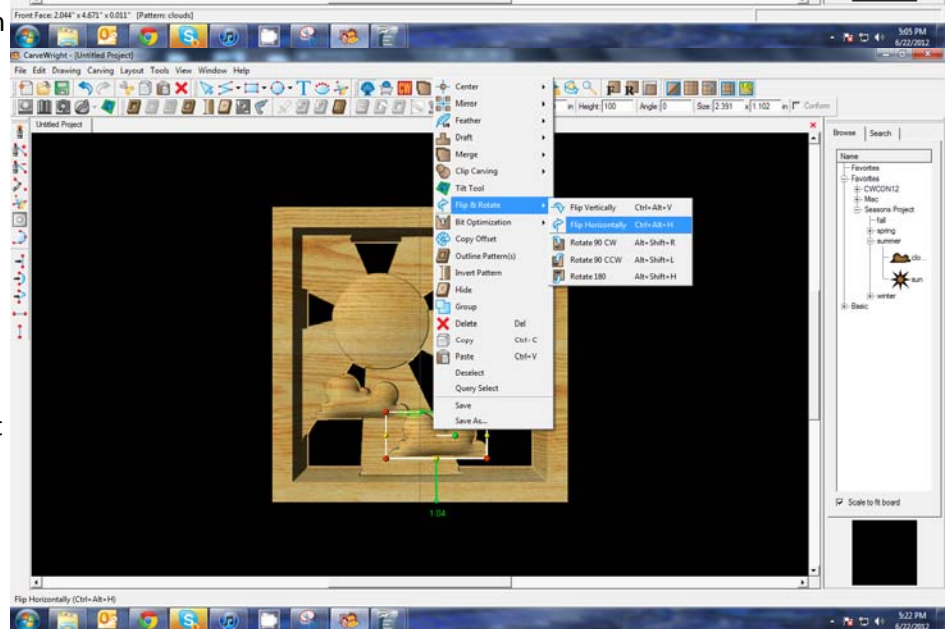 n
Front Face: 2.044" x 4.671" x 0.011" [Pattern: clouds]
5:05 PM
6/22/2012
CarveWright - [Untitled Project]
File Edit Drawing Carving Layout Tools View Window Help
in Height: 100 Angle 0 Size: 2.391 x 1.102 in Conform
Untitled Project
Center
Mirror
Feather
Draft
Merge
Clip Carving
Tilt Tool
Flip & Rotate
Bit Optimization
Copy Offset
Outline Pattern(s)
Invert Pattern
Hide
Group
Delete Del
Copy Ctrl+C
Paste Ctrl+V
Deselect
Query Select
Save
Save As...
Flip Vertically Ctrl+Alt+V
Flip Horizontally Ctrl+Alt+H
Rotate 90 CW Alt+Shift+R
Rotate 90 CCW Alt+Shift+L
Rotate 180 Alt+Shift+H
Browse Search
Name
Favorites
Favorites
CWCON12
Misc
Seasons Project
fall
spring
summer
clo...
sun
winter
Basic
Scale to fit board
1.04
t
Flip Horizontally (Ctrl+Alt+H)
5:22 PM
6/22/2012